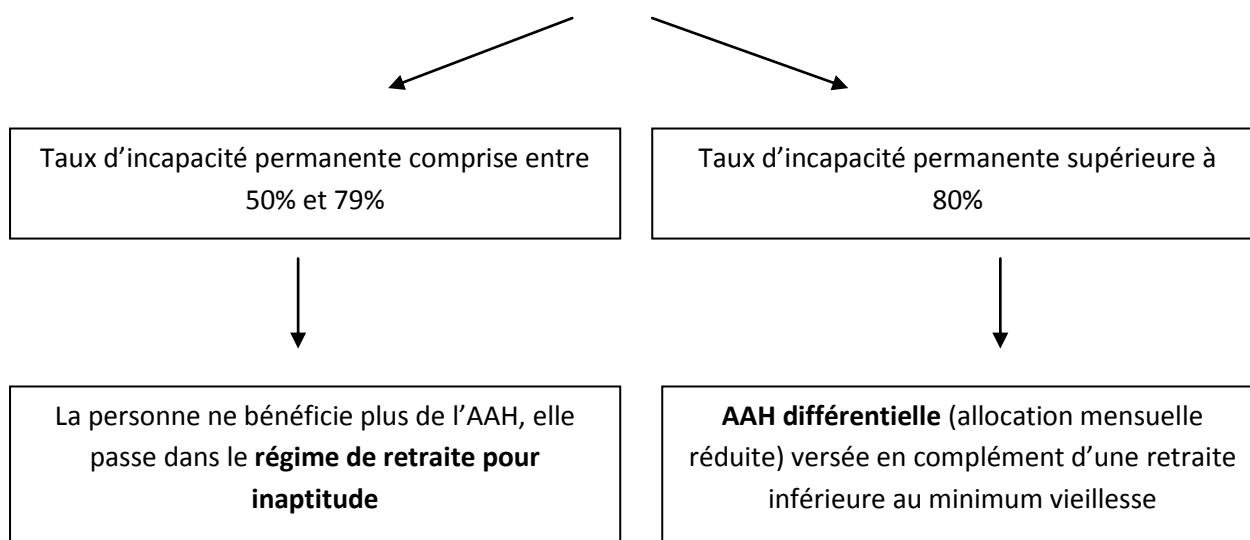 Taux d’incapacité permanente comprise entre
50% et 79%
Taux d’incapacité permanente supérieure à
80%
La personne ne bénéficie plus de l’AAH, elle
passe dans le régime de retraite pour
inaptitude
AAH différentielle (allocation mensuelle
réduite) versée en complément d’une retraite
inférieure au minimum vieillesse